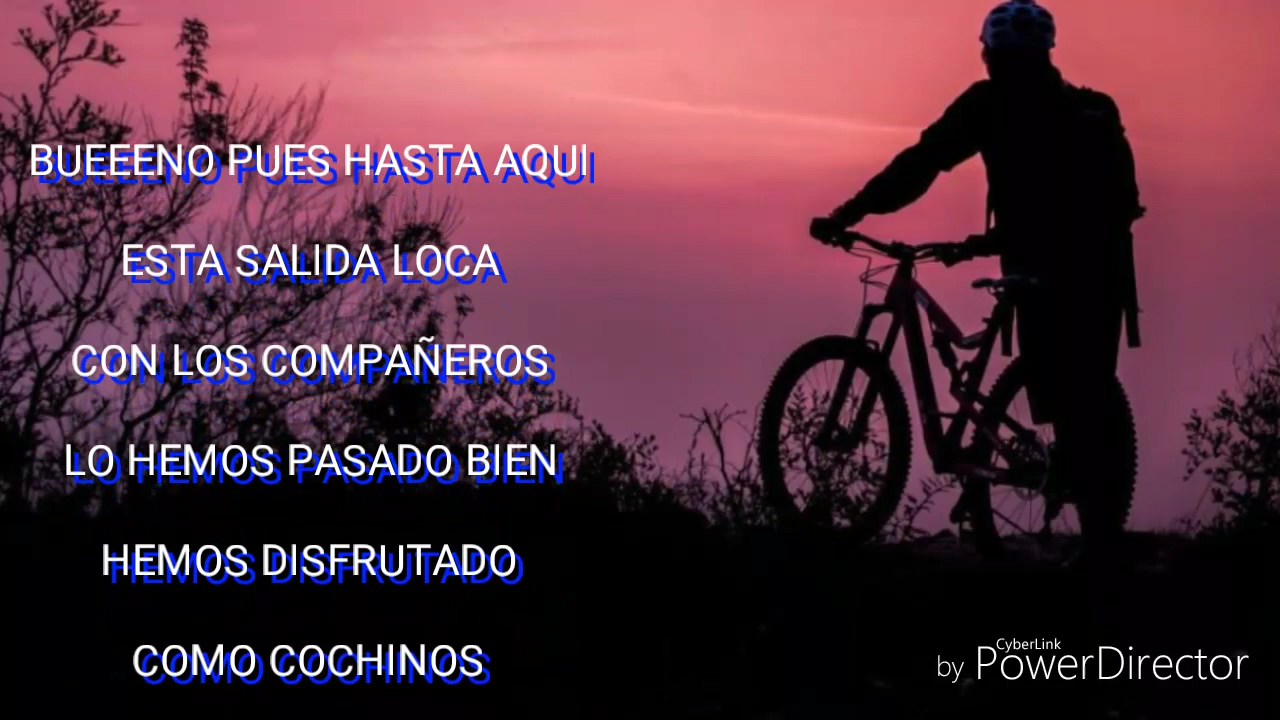 BUEEENO PUES HASTA AQUI
ESTA SALIDA LOCA
CON LOS COMPAÑEROS
LO HEMOS PASADO BIEN
HEMOS DISFRUTADO
COMO COCHINOS
CyberLink
by PowerDirector